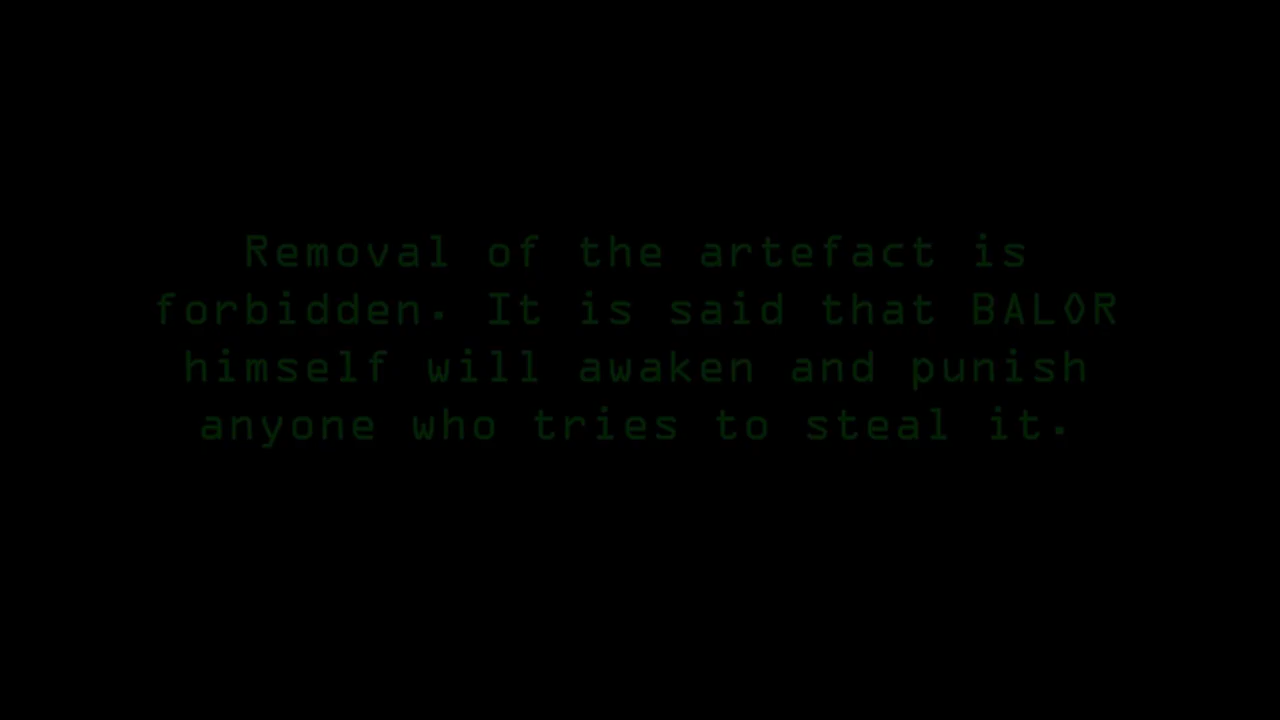 Removal of the artefact is
forbidden. It is said that BALOR
himself will awaken and punish
anyone who tries to steal it.